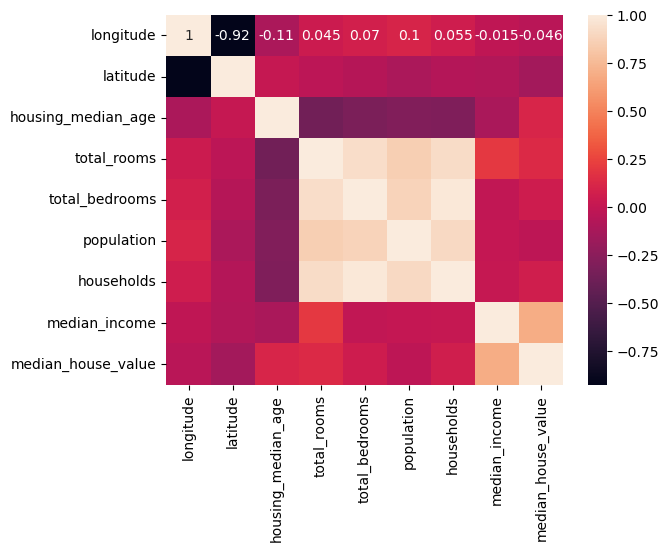 longitude 1 -0.92 -0.11 0.045 0.07 0.1 0.055 -0.015 -0.046
latitude
housing_median_age
total_rooms
total_bedrooms
population
households
median_income
median_house_value
longitude
latitude
housing_median_age
total_rooms
total_bedrooms
population
households
median_income
median_house_value
1.00
0.75
0.50
0.25
0.00
−0.25
−0.50
−0.75